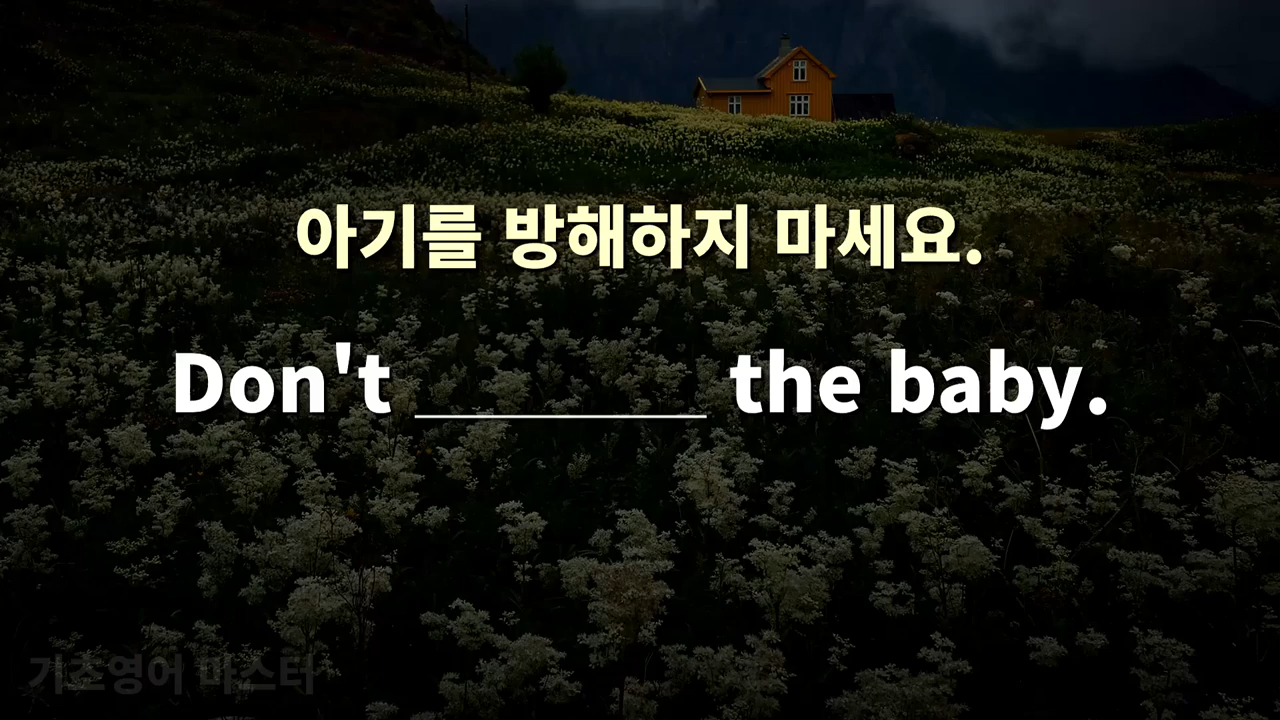 아기를 방해하지 마세요.
Don't ________ the baby.
기초영어 마스터